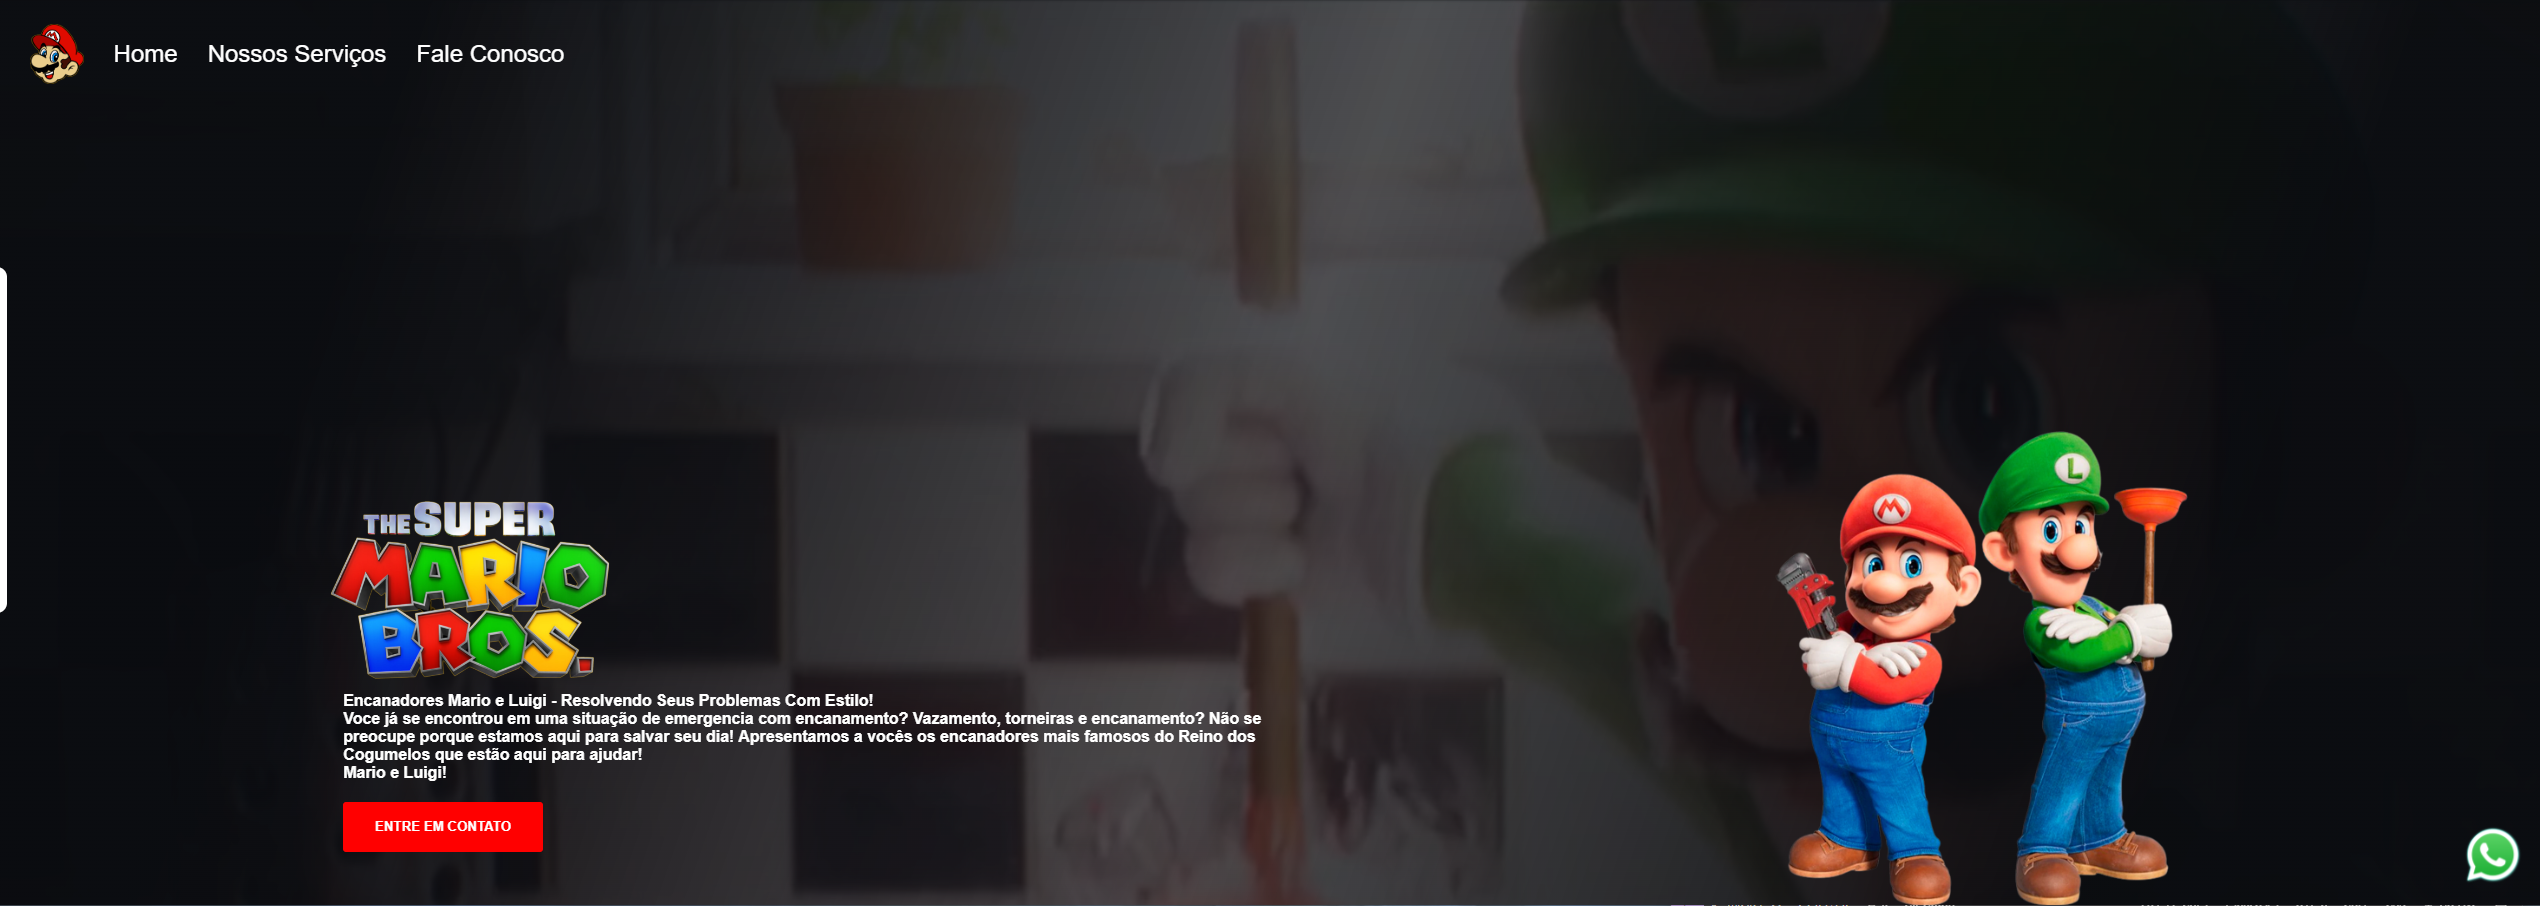 Home Nossos Serviços Fale Conosco
THE SUPER
MARIO
BROS.
Encanadores Mario e Luigi - Resolvendo Seus Problemas Com Estilo!
Voce já se encontrou em uma situação de emergencia com encanamento? Vazamento, torneiras e encanamento? Não se
preocupe porque estamos aqui para salvar seu dia! Apresentamos a vocês os encanadores mais famosos do Reino dos
Cogumelos que estão aqui para ajudar!
Mario e Luigi!
ENTRE EM CONTATO
M
L